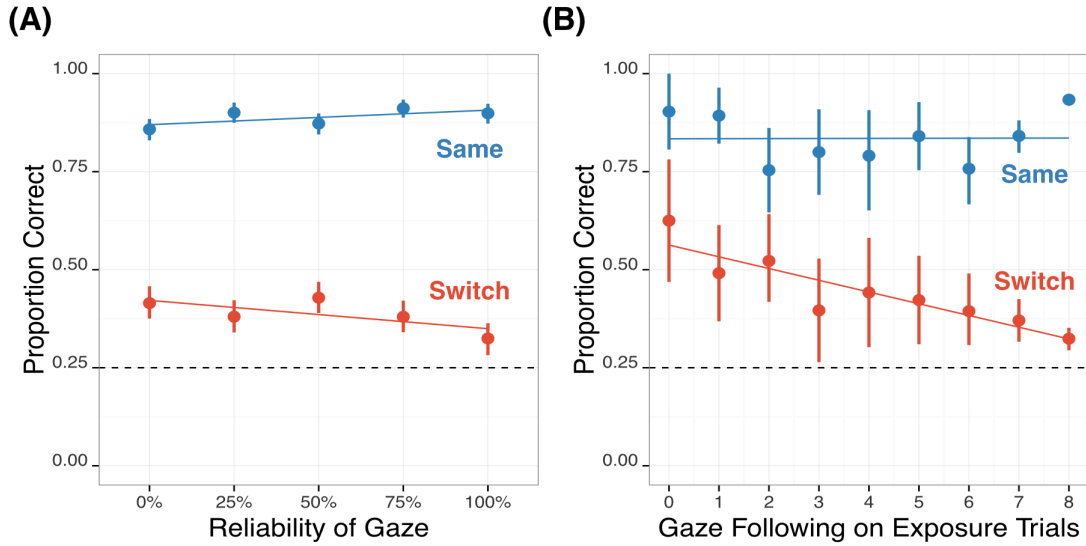 (A)
Proportion Correct
1.00
0.75
0.50
0.25
0.00
Same
Switch
0% 25% 50% 75% 100%
Reliability of Gaze
(B)
Proportion Correct
1.00
0.75
0.50
0.25
0.00
Same
Switch
0 1 2 3 4 5 6 7 8
Gaze Following on Exposure Trials